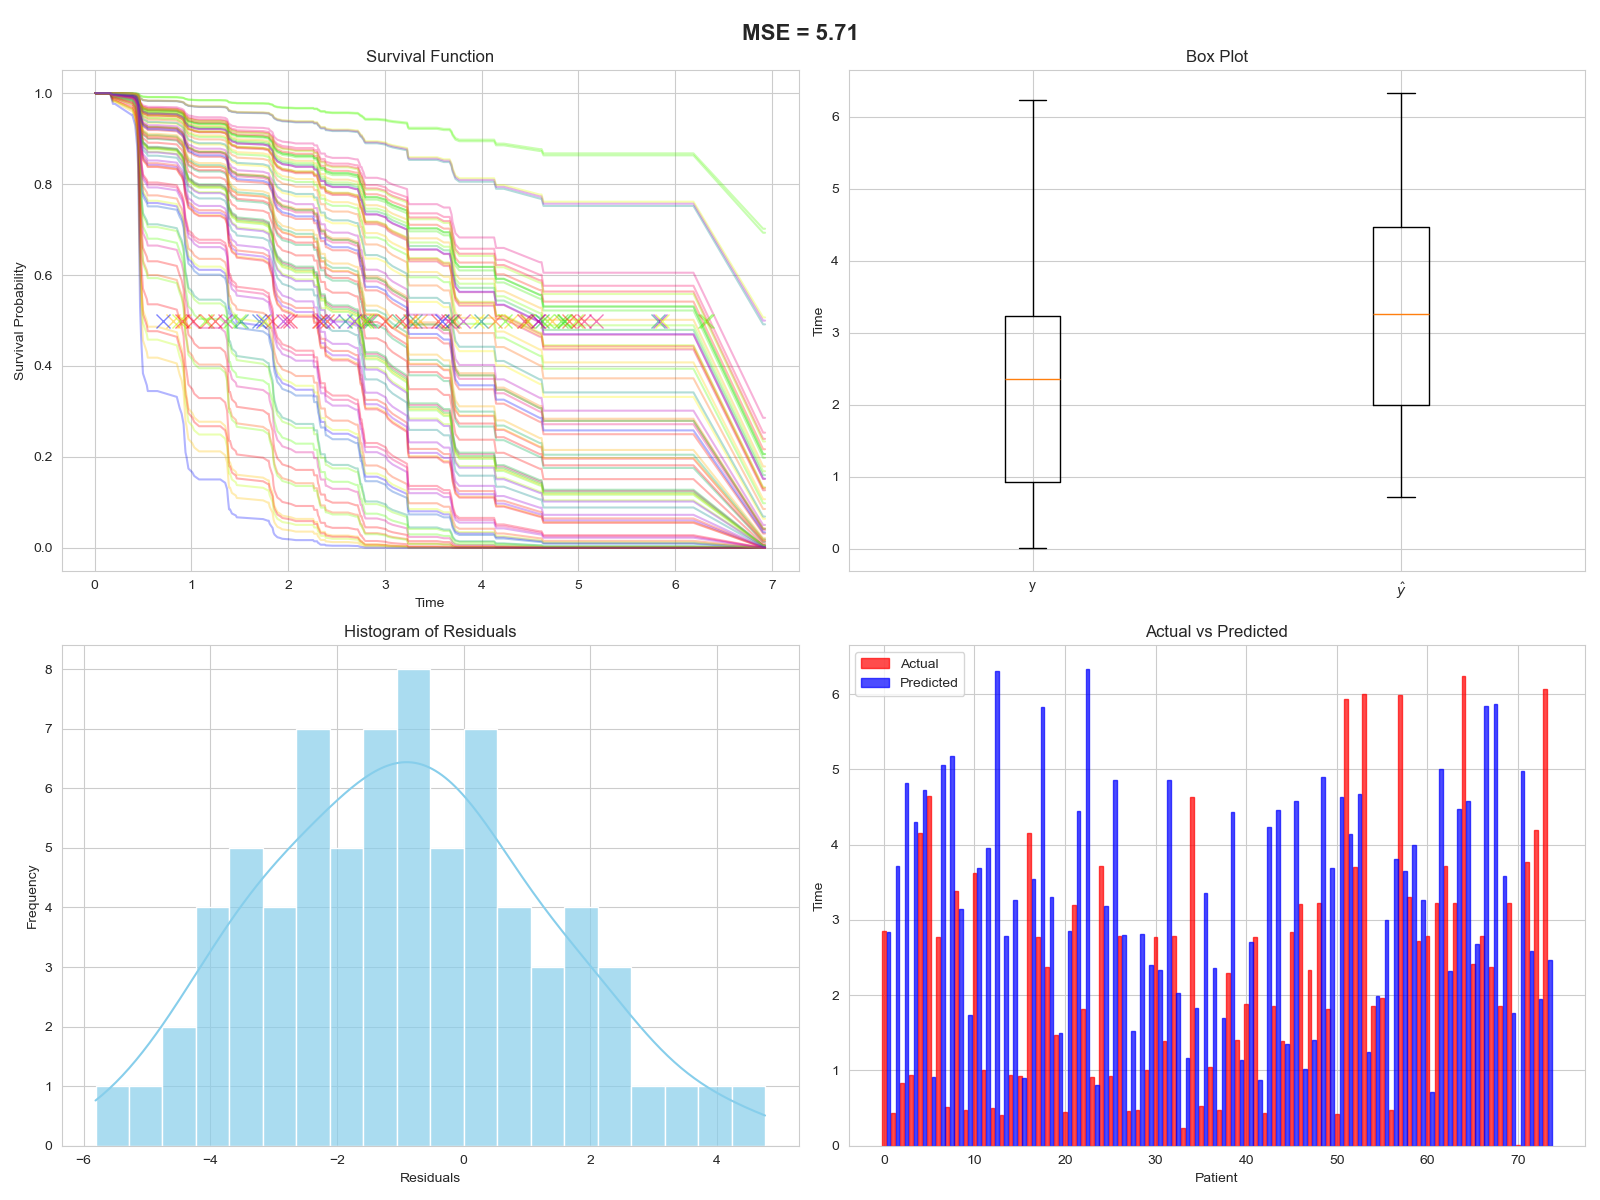 MSE = 5.71
Survival Function
Survival Probability
1.0
0.8
0.6
0.4
0.2
0.0
0 1 2 3 4 5 6 7
Time
Box Plot
Time
6
5
4
3
2
1
0
y ŷ
Histogram of Residuals
Frequency
8
7
6
5
4
3
2
1
0
−6 −4 −2 0 2 4
Residuals
Actual vs Predicted
Actual
Predicted
Time
6
5
4
3
2
1
0
0 10 20 30 40 50 60 70
Patient